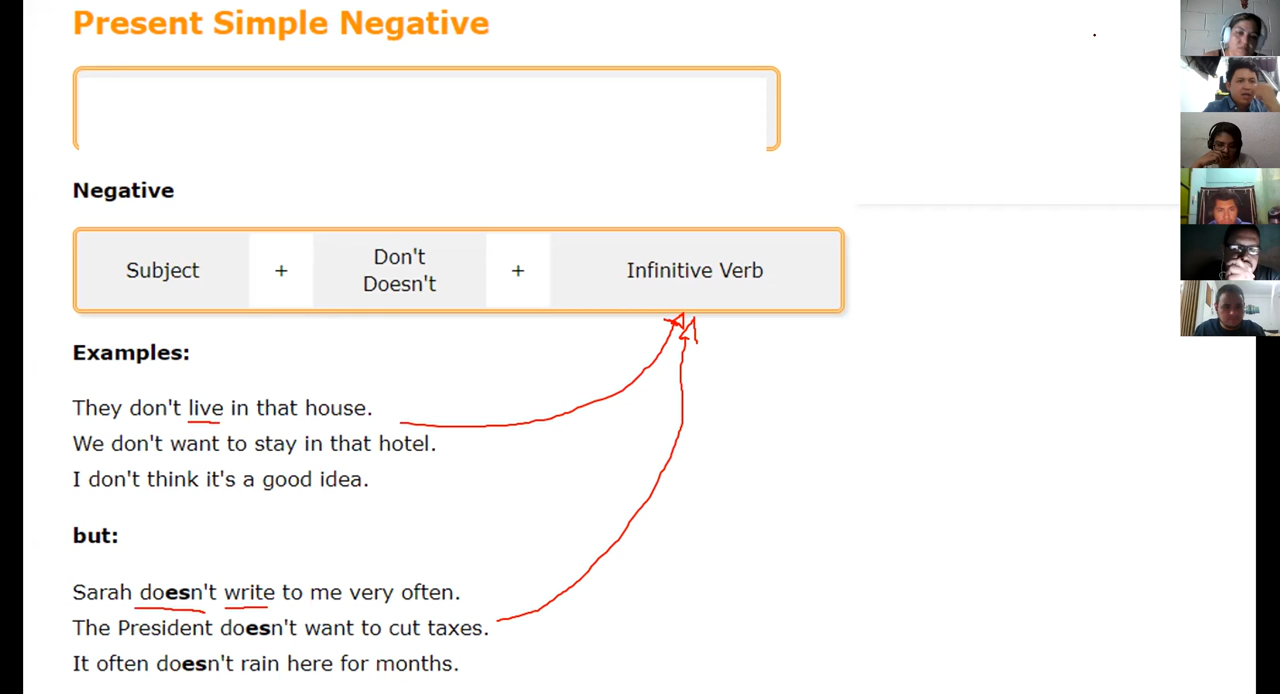 Present Simple Negative
Negative
Subject + Don't Doesn't + Infinitive Verb
Examples:
They don't live in that house.
We don't want to stay in that hotel.
I don't think it's a good idea.
but:
Sarah doesn't write to me very often.
The President doesn't want to cut taxes.
It often doesn't rain here for months.